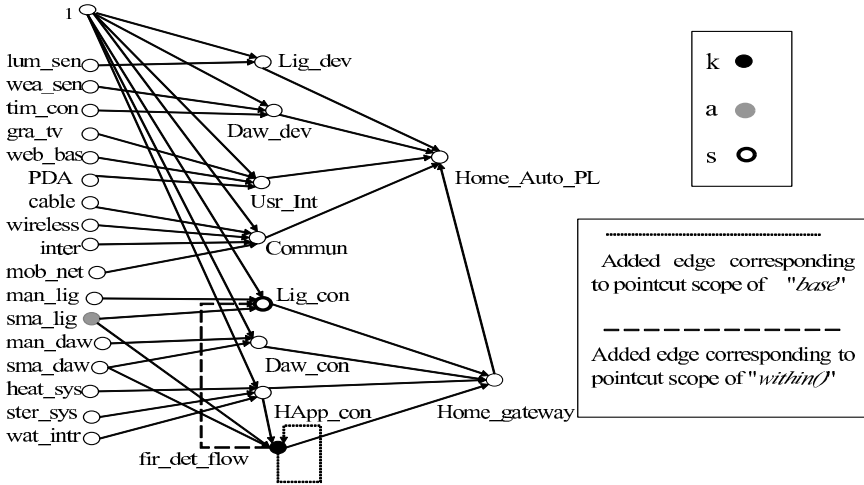 1
lum_sen
wea_sen
tim_con
gra_tv
web_bas
PDA
cable
wireless
inter
mob_net
man_lig
sma_lig
man_daw
sma_daw
heat_sys
ster_sys
wat_intr
fir_det_flow
Lig_dev
Daw_dev
Usr_Int
Commun
Lig_con
Daw_con
HApp_con
Home_Auto_PL
Home_gateway
k
a
s
Added edge corresponding
to pointcut scope of "base"
Added edge corresponding to
pointcut scope of "within()"